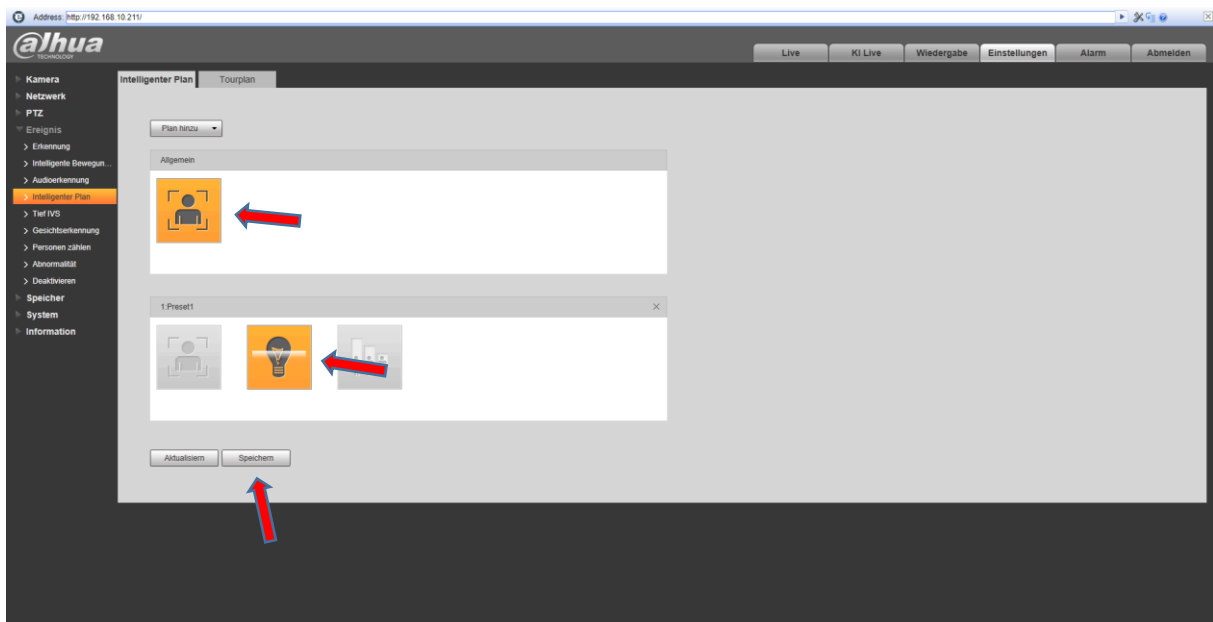 Address: http://192.168.10.211/
alhua
TECHNOLOGY
Live KI Live Wiedergabe Einstellungen Alarm Abmelden
Intelligenter Plan Tourplan
Kamera
Netzwerk
PTZ
Ereignis
Erkennung
Intelligente Bewegun...
Audioerkennung
Intelligenter Plan
Tief IVS
Gesichtserkennung
Personen zählen
Abnormalität
Deaktivieren
Speicher
System
Information
Plan hinzu
Allgemein
1:Preset1
Aktualisiern Speichern